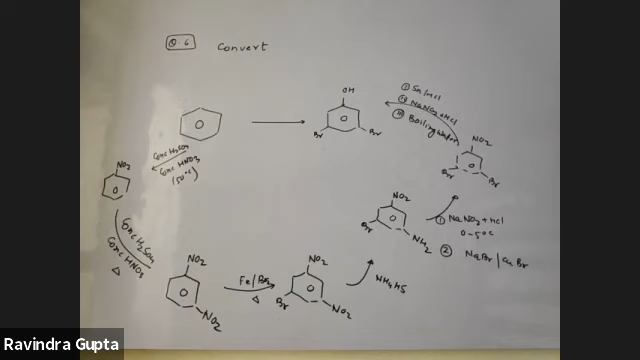 Q.6 Convert
OH
Br
Br
① Sn/HCl
② NaNO2+HCl
③ Boiling water
NO2
Br
Br
Conc H2SO4
Conc HNO3
(50°C)
NO2
Conc H2SO4
Conc HNO3
Δ
NO2
NO2
Fe/Br2
Δ
NO2
Br
NO2
NH4HS
NO2
Br
NH2
① NaNO2+HCl
0-5°C
② NaBr/CuBr
Ravindra Gupta